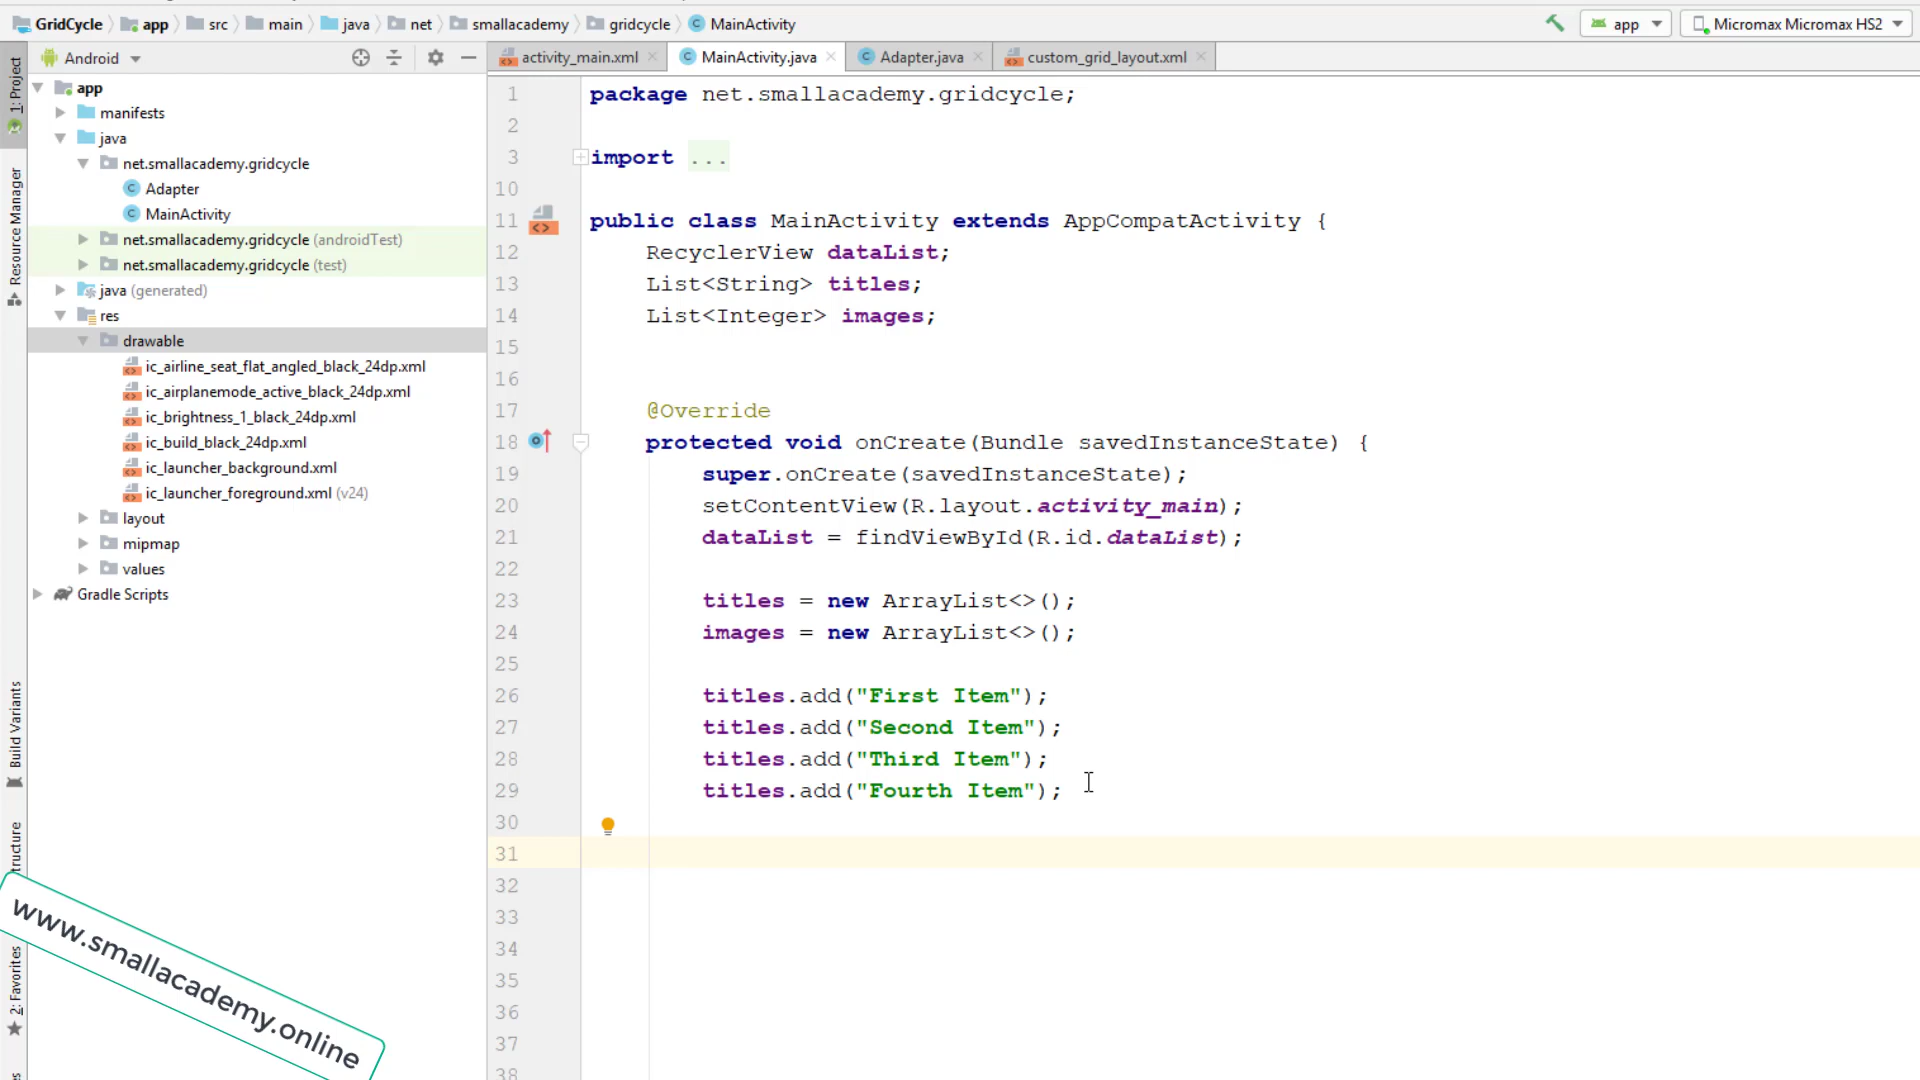 GridCycle app src main java net smallacademy gridcycle MainActivity
app
Micromax Micromax HS2
Android
activity_main.xml
MainActivity.java
Adapter.java
custom_grid_layout.xml
1: Project
Resource Manager
Build Variants
2: Favorites
app
manifests
java
net.smallacademy.gridcycle
Adapter
MainActivity
net.smallacademy.gridcycle (androidTest)
net.smallacademy.gridcycle (test)
java (generated)
res
drawable
ic_airline_seat_flat_angled_black_24dp.xml
ic_airplanemode_active_black_24dp.xml
ic_brightness_1_black_24dp.xml
ic_build_black_24dp.xml
ic_launcher_background.xml
ic_launcher_foreground.xml (v24)
layout
mipmap
values
Gradle Scripts
1 package net.smallacademy.gridcycle;
2
3 import ...
10
11 public class MainActivity extends AppCompatActivity {
12 RecyclerView dataList;
13 List<String> titles;
14 List<Integer> images;
15
16
17 @Override
18 protected void onCreate(Bundle savedInstanceState) {
19 super.onCreate(savedInstanceState);
20 setContentView(R.layout.activity_main);
21 dataList = findViewById(R.id.dataList);
22
23 titles = new ArrayList<>();
24 images = new ArrayList<>();
25
26 titles.add("First Item");
27 titles.add("Second Item");
28 titles.add("Third Item");
29 titles.add("Fourth Item");
30
31
32
33
34
35
36
37
38
www.smallacademy.online